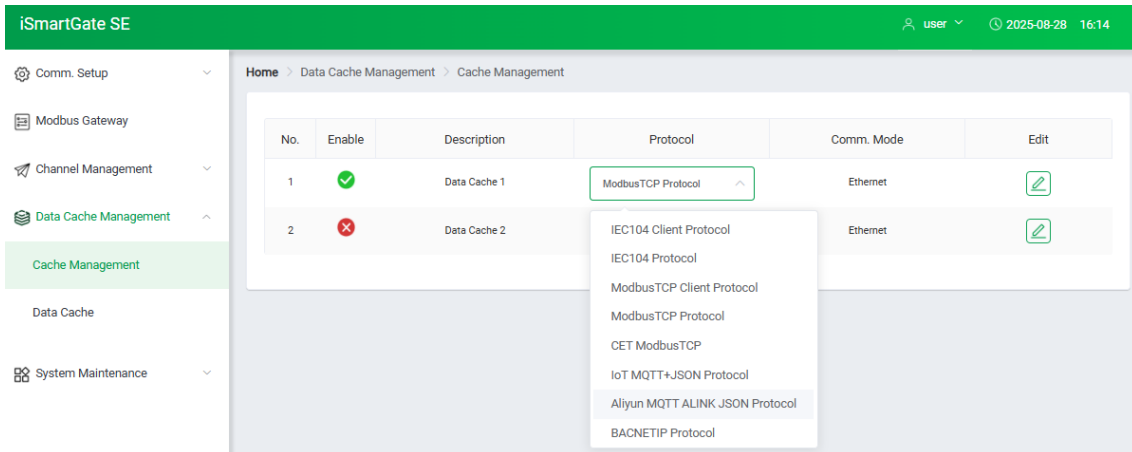 iSmartGate SE
user
2025-08-28 16:14
Comm. Setup
Modbus Gateway
Channel Management
Data Cache Management
Cache Management
Data Cache
System Maintenance
Home > Data Cache Management > Cache Management
No. Enable Description Protocol Comm. Mode Edit
1 Data Cache 1 ModbusTCP Protocol Ethernet
2 Data Cache 2 Ethernet
IEC104 Client Protocol
IEC104 Protocol
ModbusTCP Client Protocol
ModbusTCP Protocol
CET ModbusTCP
IoT MQTT+JSON Protocol
Aliyun MQTT ALINK JSON Protocol
BACNETIP Protocol